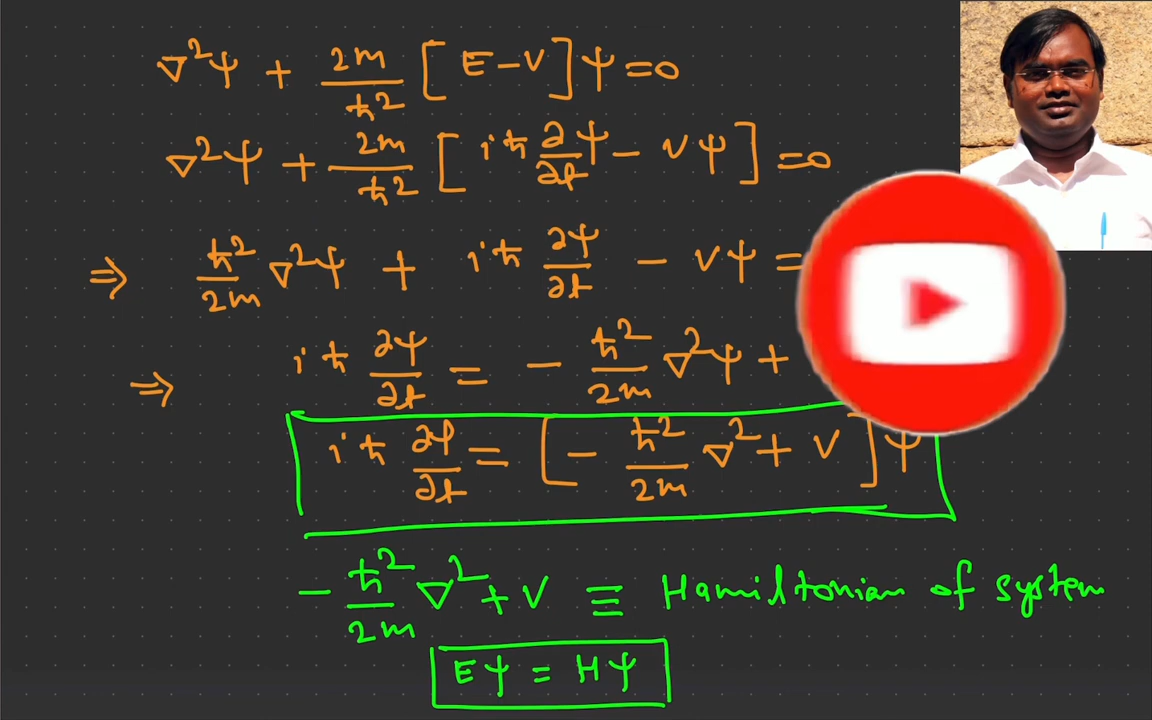 ∇²ψ + 2m/ħ² [E-V]ψ=0
∇²ψ + 2m/ħ² [iħ ∂ψ/∂t - Vψ] =0
⇒ ħ²/2m ∇²ψ + iħ ∂ψ/∂t - Vψ =
⇒ iħ ∂ψ/∂t = - ħ²/2m ∇²ψ +
iħ ∂ψ/∂t = [- ħ²/2m ∇² + V]ψ
- ħ²/2m ∇² + V ≡ Hamiltonian of system
Eψ = Hψ